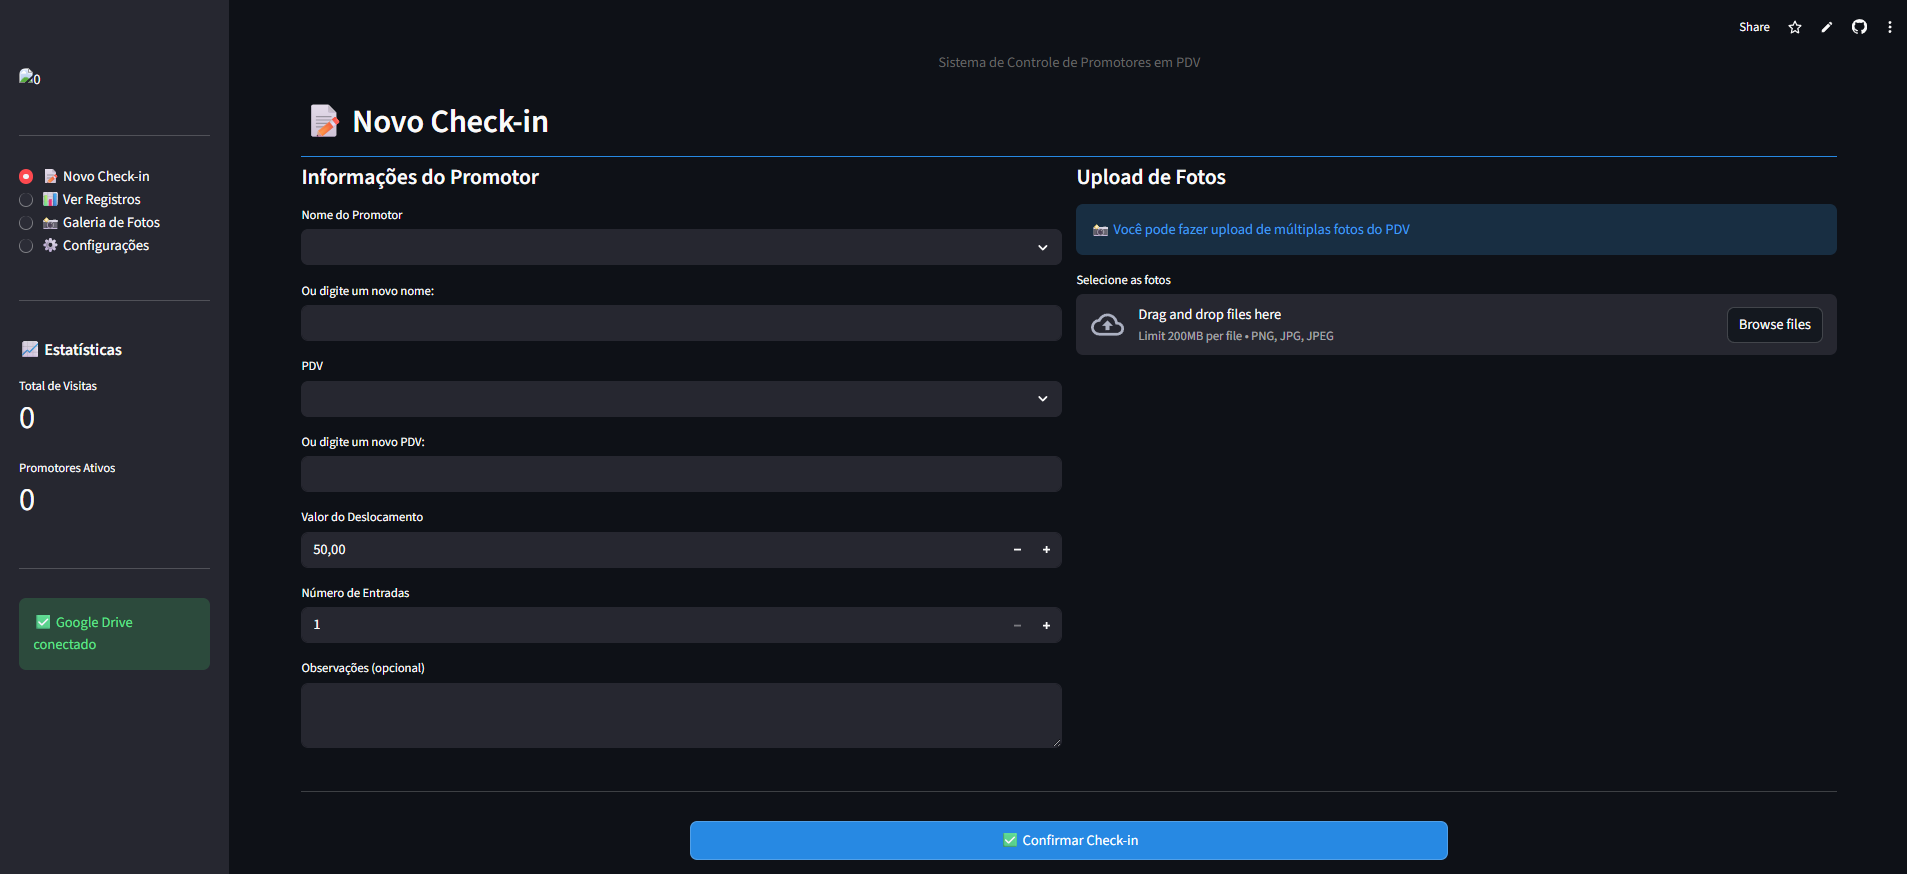 Share
0
Novo Check-in
Ver Registros
Galeria de Fotos
Configurações
Estatísticas
Total de Visitas
0
Promotores Ativos
0
Google Drive
conectado
Sistema de Controle de Promotores em PDV
Novo Check-in
Informações do Promotor
Nome do Promotor
Ou digite um novo nome:
PDV
Ou digite um novo PDV:
Valor do Deslocamento
50,00
Número de Entradas
1
Observações (opcional)
Upload de Fotos
Você pode fazer upload de múltiplas fotos do PDV
Selecione as fotos
Drag and drop files here
Limit 200MB per file • PNG, JPG, JPEG
Browse files
Confirmar Check-in